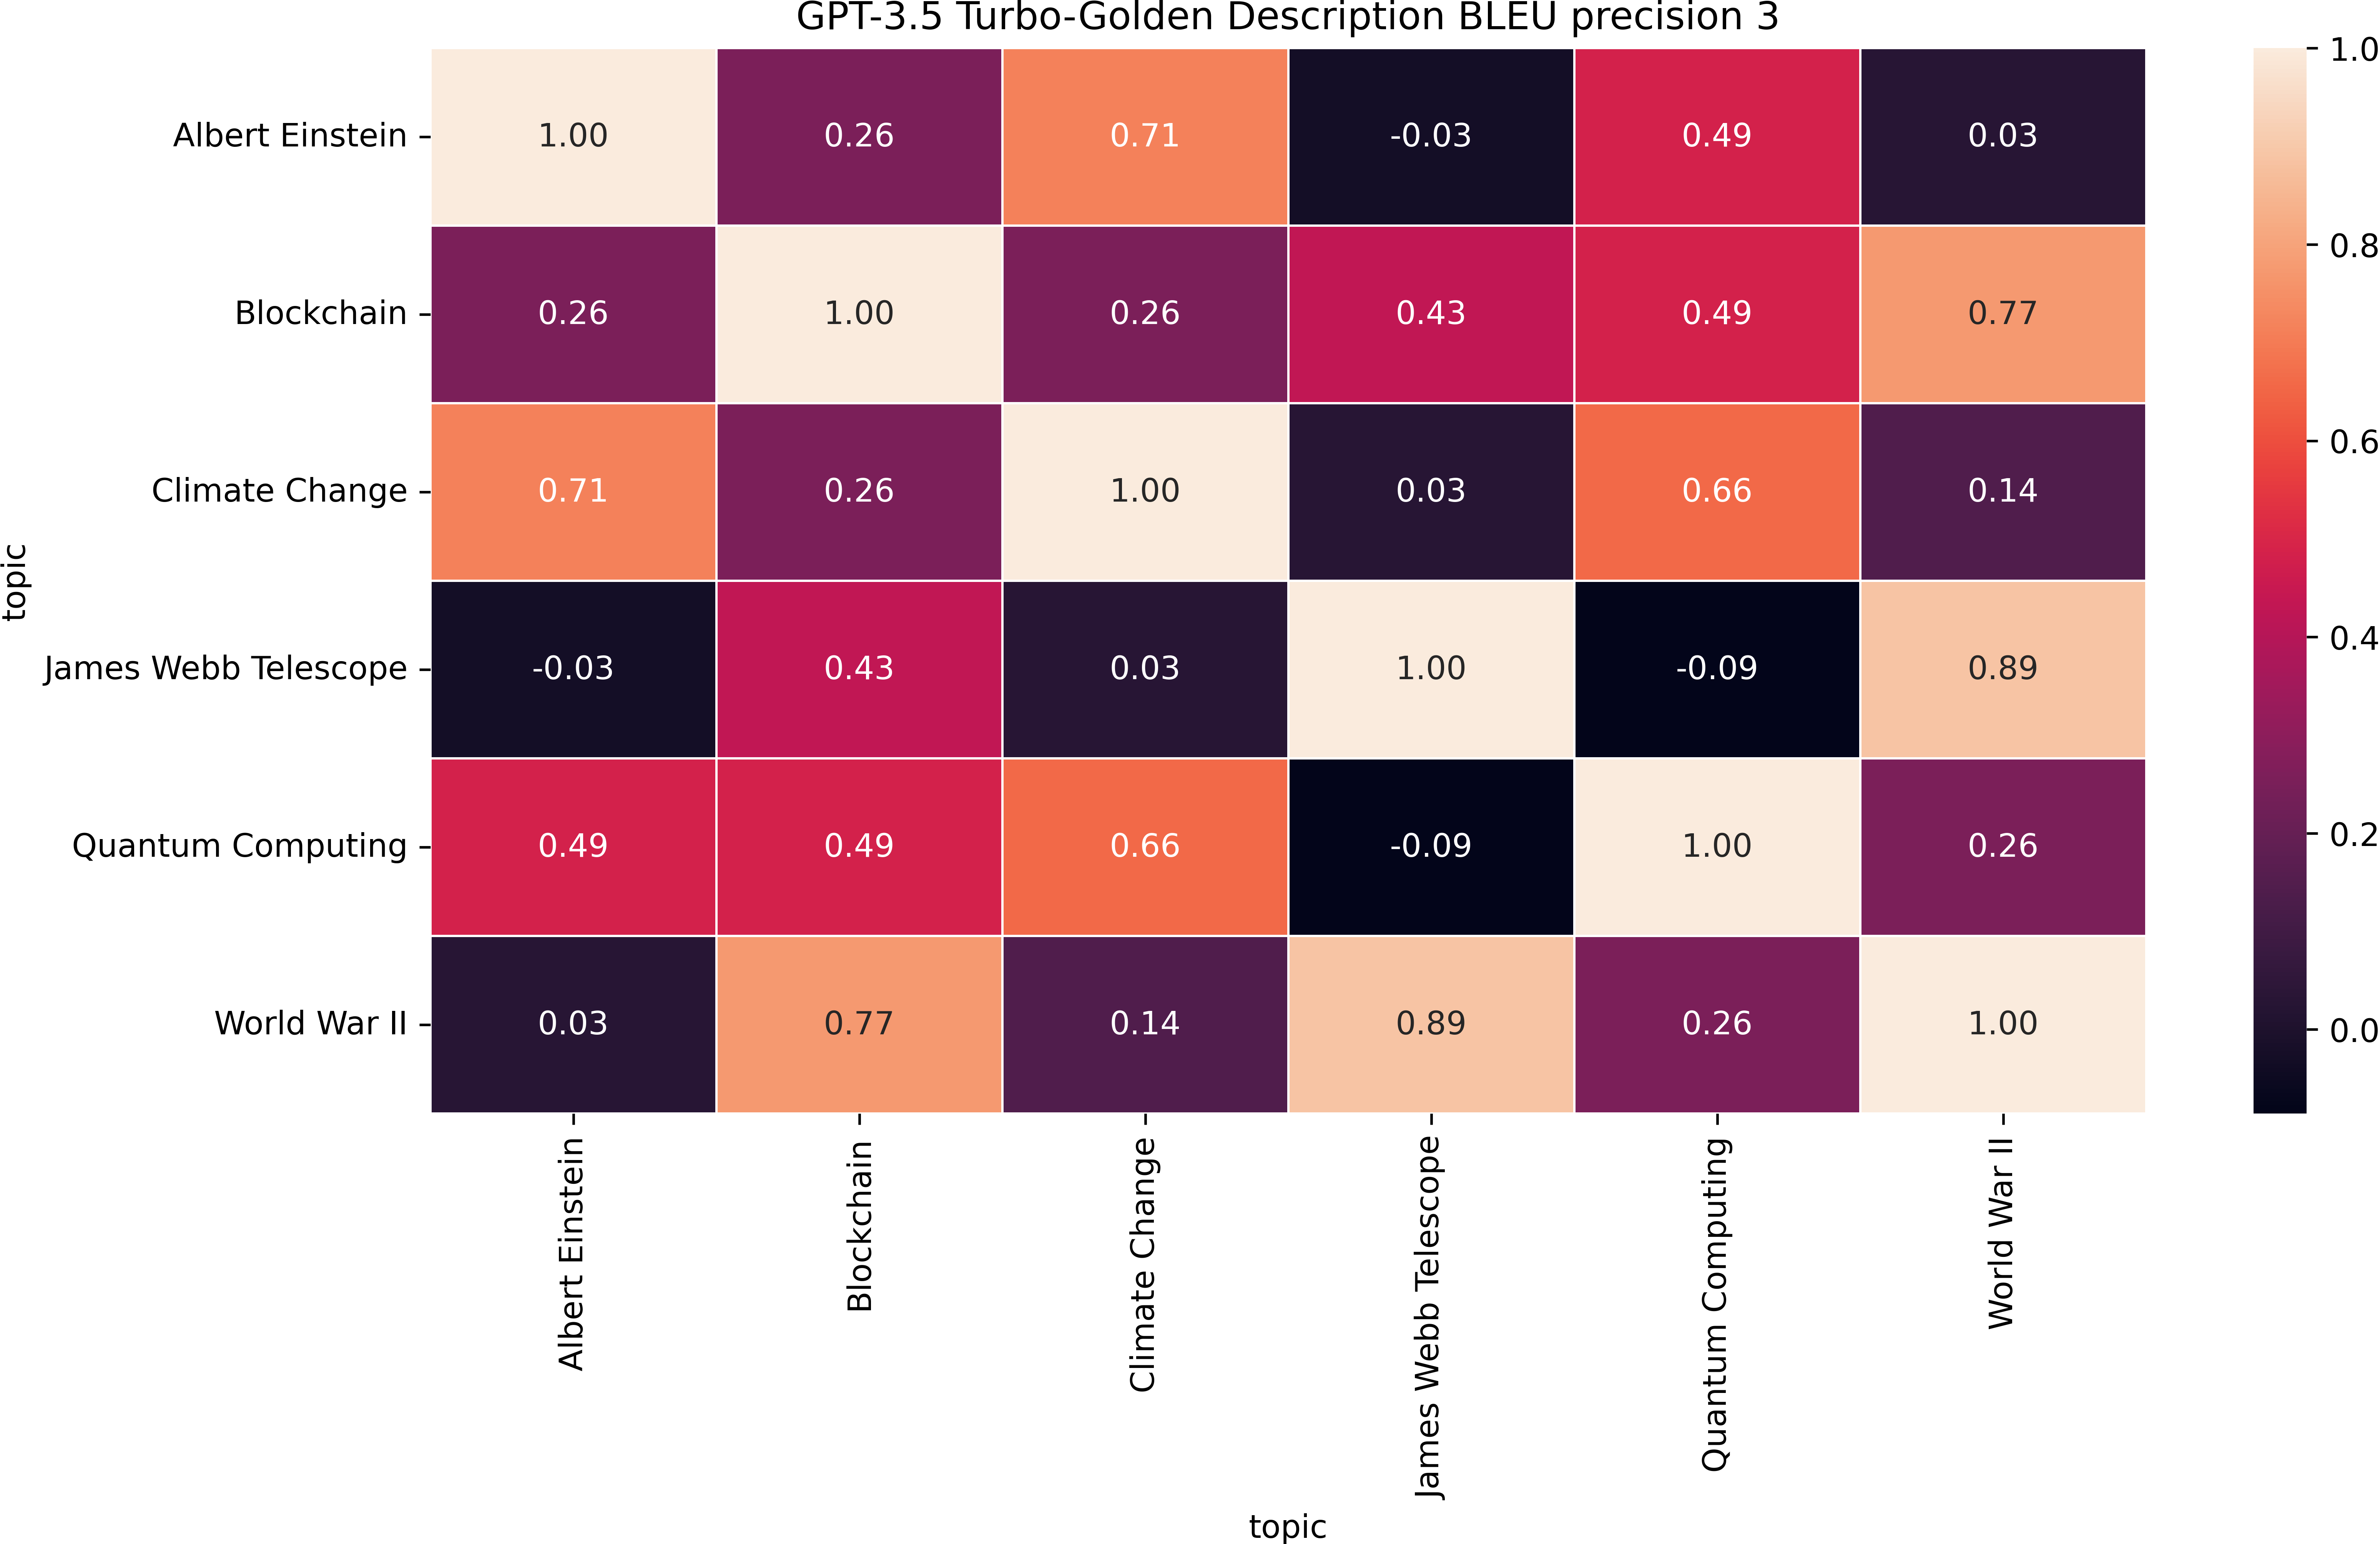 GPT-3.5 Turbo-Golden Description BLEU precision 3
Albert Einstein 1.00 0.26 0.71 -0.03 0.49 0.03
Blockchain 0.26 1.00 0.26 0.43 0.49 0.77
Climate Change 0.71 0.26 1.00 0.03 0.66 0.14
James Webb Telescope -0.03 0.43 0.03 1.00 -0.09 0.89
Quantum Computing 0.49 0.49 0.66 -0.09 1.00 0.26
World War II 0.03 0.77 0.14 0.89 0.26 1.00
topic
Albert Einstein
Blockchain
Climate Change
James Webb Telescope
Quantum Computing
World War II
topic
1.0
0.8
0.6
0.4
0.2
0.0